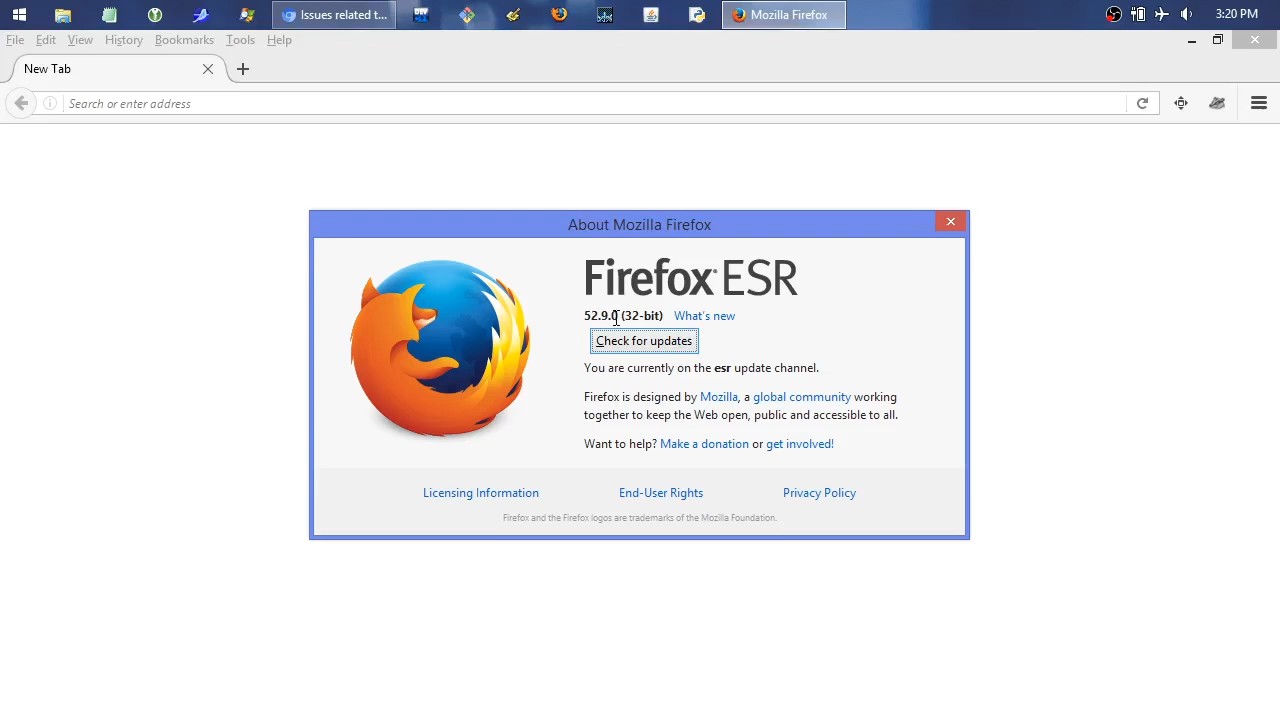 Issues related t...
DEV
Mozilla Firefox
3:20 PM
File Edit View History Bookmarks Tools Help
New Tab
Search or enter address
About Mozilla Firefox
Firefox ESR
52.9.0 (32-bit) What's new
Check for updates
You are currently on the esr update channel.
Firefox is designed by Mozilla, a global community working
together to keep the Web open, public and accessible to all.
Want to help? Make a donation or get involved!
Licensing Information End-User Rights Privacy Policy
Firefox and the Firefox logos are trademarks of the Mozilla Foundation.